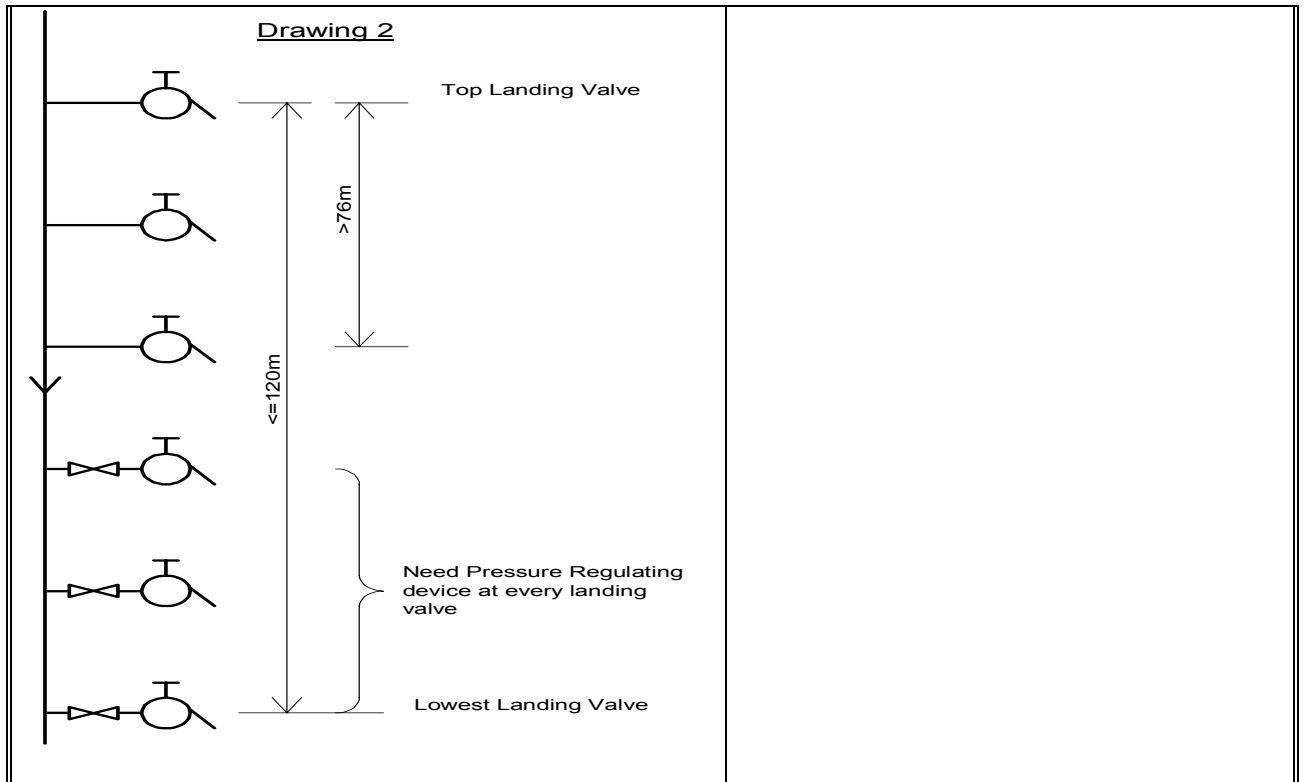 Drawing 2
Top Landing Valve
>76m
<=120m
Need Pressure Regulating
device at every landing
valve
Lowest Landing Valve